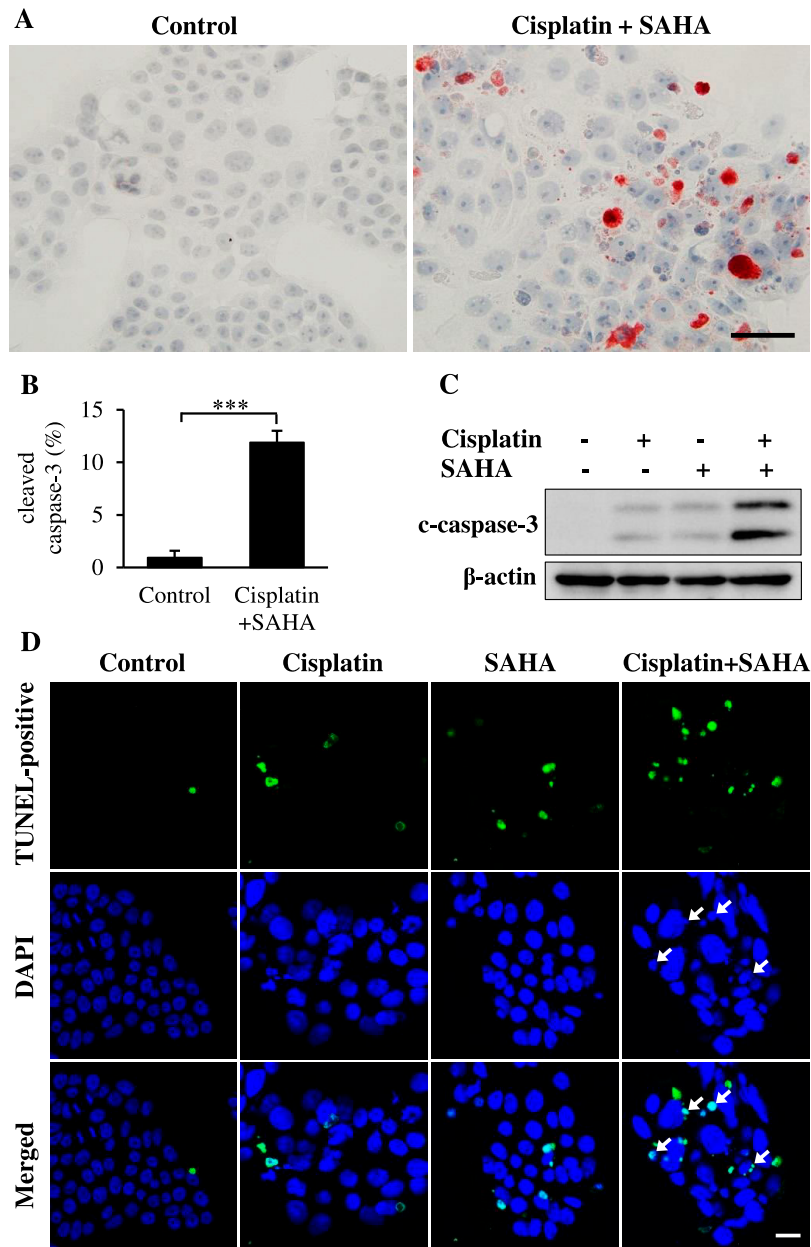 A
Control
Cisplatin + SAHA
B
***
15
10
5
0
cleaved
caspase-3 (%)
Control
Cisplatin
+SAHA
C
Cisplatin - + - +
SAHA - - + +
c-caspase-3
β-actin
D
Control Cisplatin SAHA Cisplatin+SAHA
TUNEL-positive
DAPI
Merged